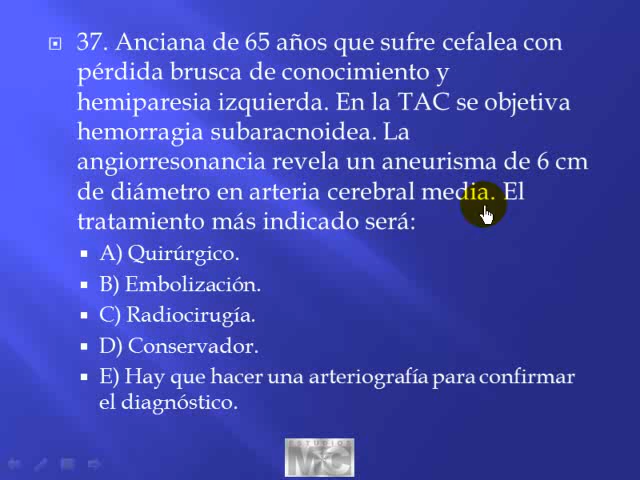 37. Anciana de 65 años que sufre cefalea con
pérdida brusca de conocimiento y
hemiparesia izquierda. En la TAC se objetiva
hemorragia subaracnoidea. La
angiorresonancia revela un aneurisma de 6 cm
de diámetro en arteria cerebral media. El
tratamiento más indicado será:
A) Quirúrgico.
B) Embolización.
C) Radiocirugía.
D) Conservador.
E) Hay que hacer una arteriografía para confirmar
el diagnóstico.
ESTUDIOS
MC